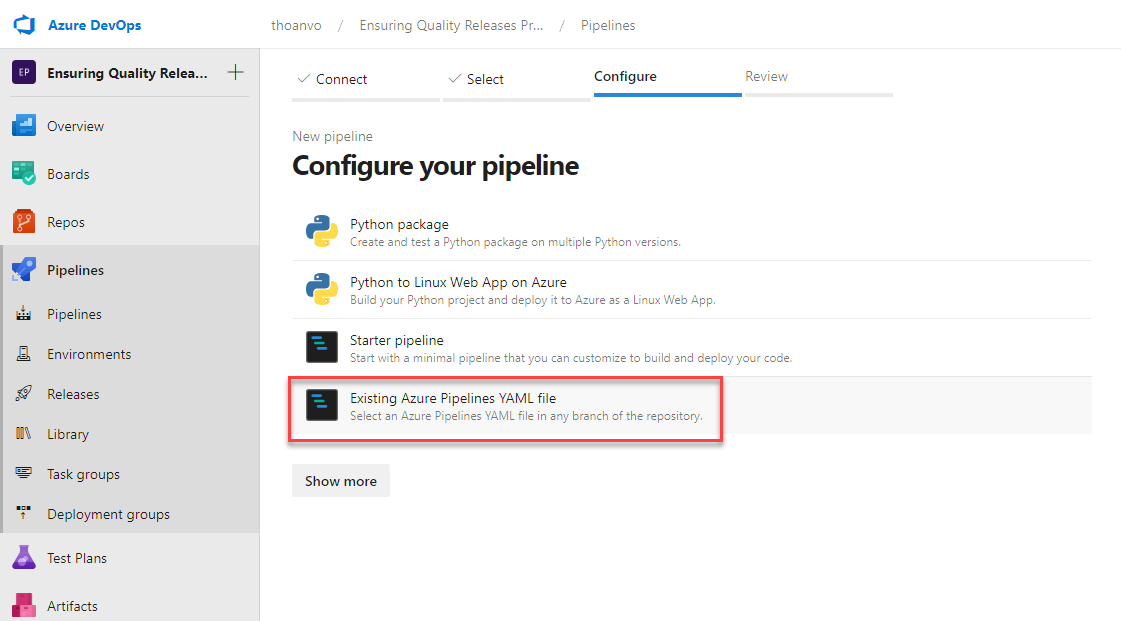 Azure DevOps
thoanvo / Ensuring Quality Releases Pr... / Pipelines
EP
Ensuring Quality Relea...
Overview
Boards
Repos
Pipelines
Pipelines
Environments
Releases
Library
Task groups
Deployment groups
Test Plans
Artifacts
Connect
Select
Configure
Review
New pipeline
Configure your pipeline
Python package
Create and test a Python package on multiple Python versions.
Python to Linux Web App on Azure
Build your Python project and deploy it to Azure as a Linux Web App.
Starter pipeline
Start with a minimal pipeline that you can customize to build and deploy your code.
Existing Azure Pipelines YAML file
Select an Azure Pipelines YAML file in any branch of the repository.
Show more